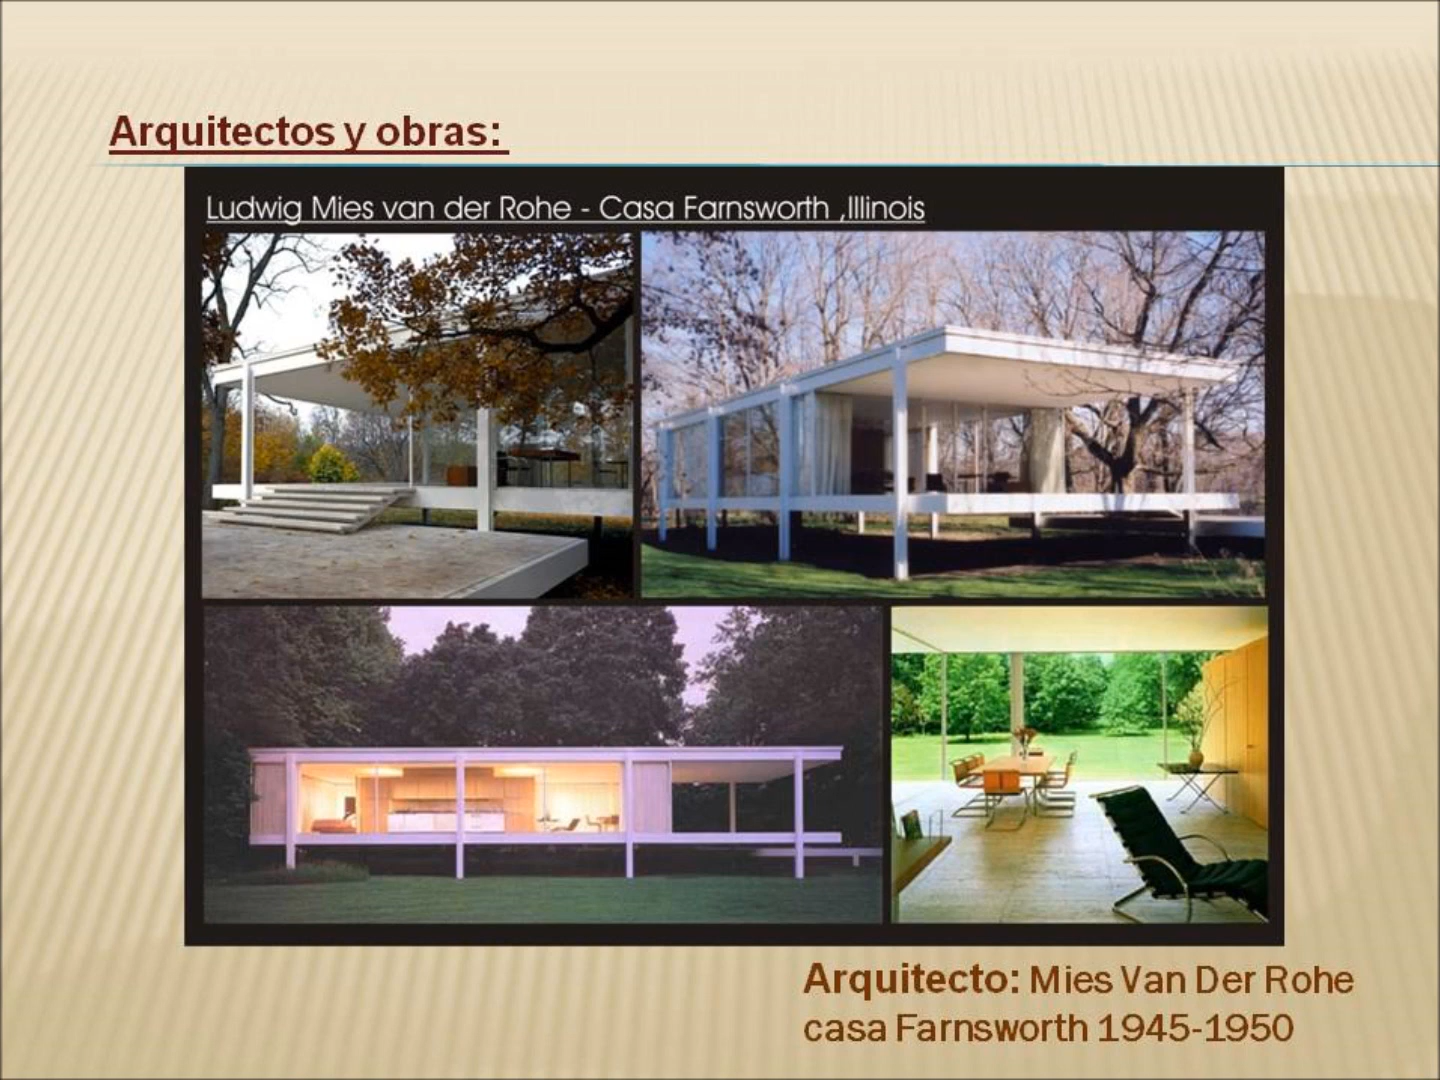 Arquitectos y obras:
Ludwig Mies van der Rohe - Casa Farnsworth ,Illinois
Arquitecto: Mies Van Der Rohe
casa Farnsworth 1945-1950